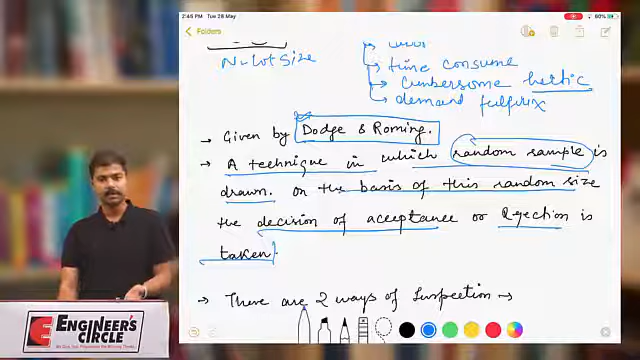 2:46 PM Tue 28 May
60%
Folders
N = Lot Size
time consume
Cumbersome hectic
demand fulfilix
→ Given by Dodge & Roming.
→ A technique in which random sample is
drawn. on the basis of this random size
the decision of aceeptance or Rejection is
taken.
→ There are 2 ways of Inspection →
ENGINEER'S
CIRCLE